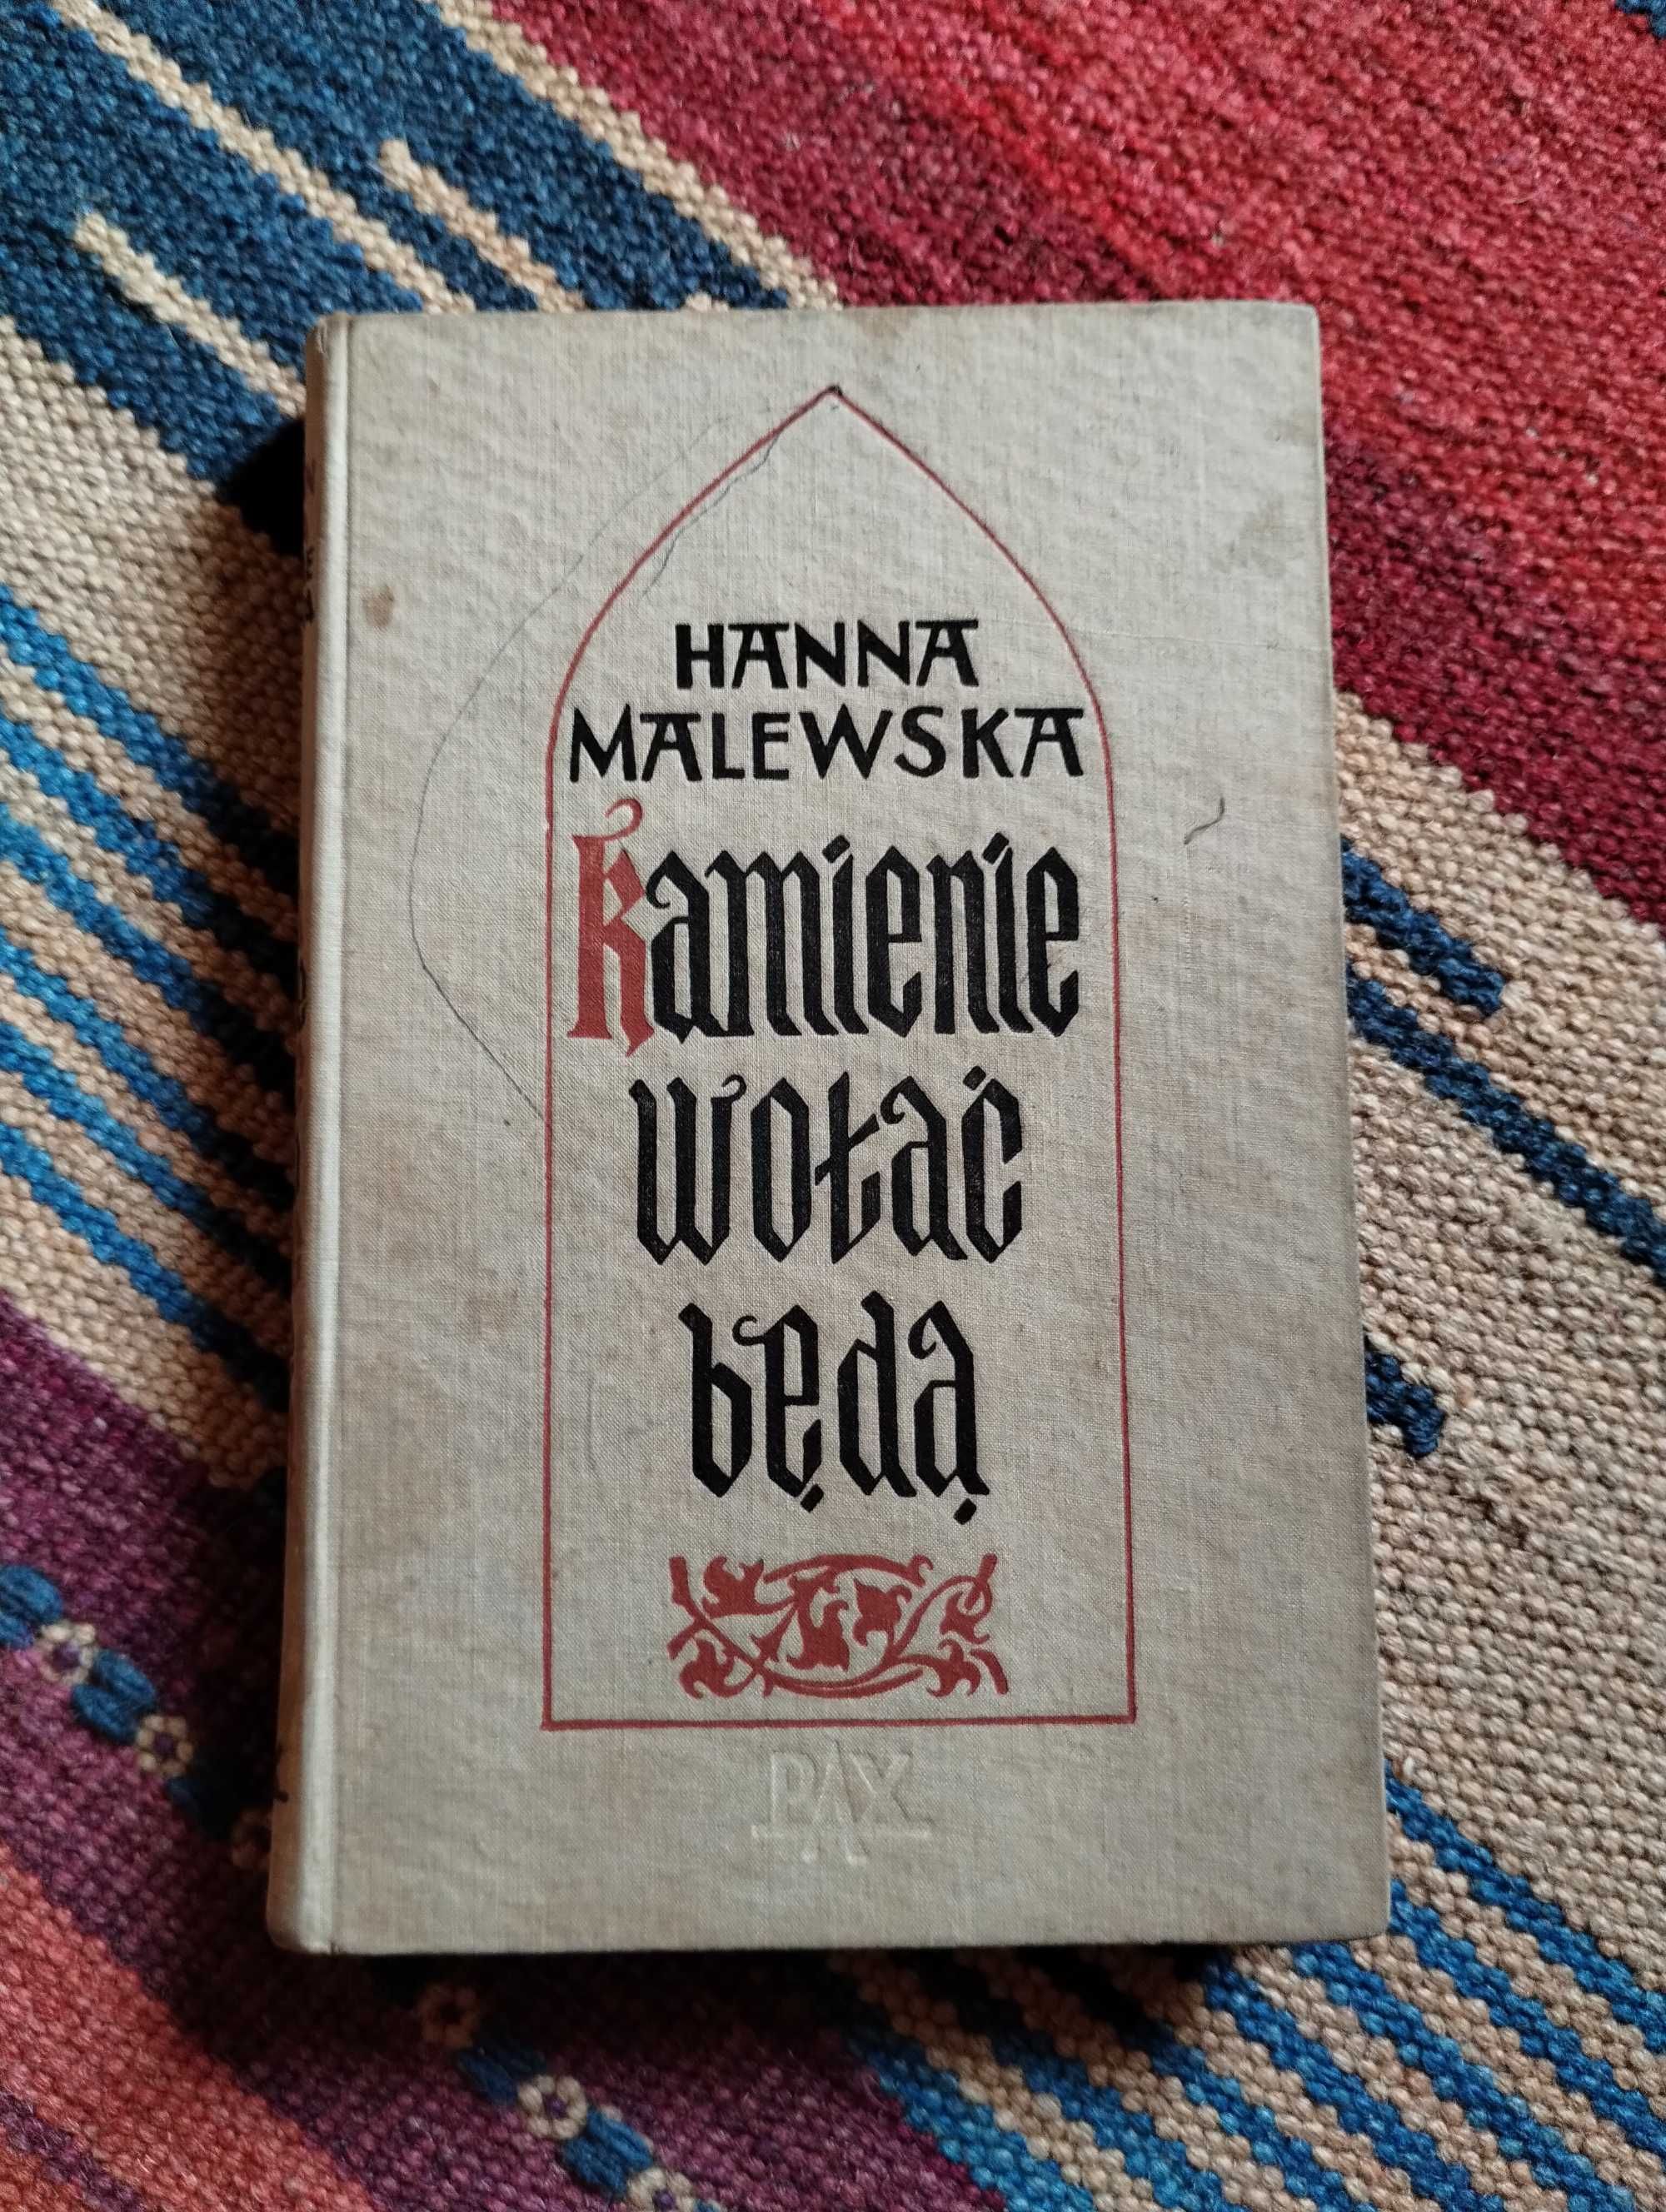 HANNA
MALEWSKA
Kamienie
wołać
będą
PAX